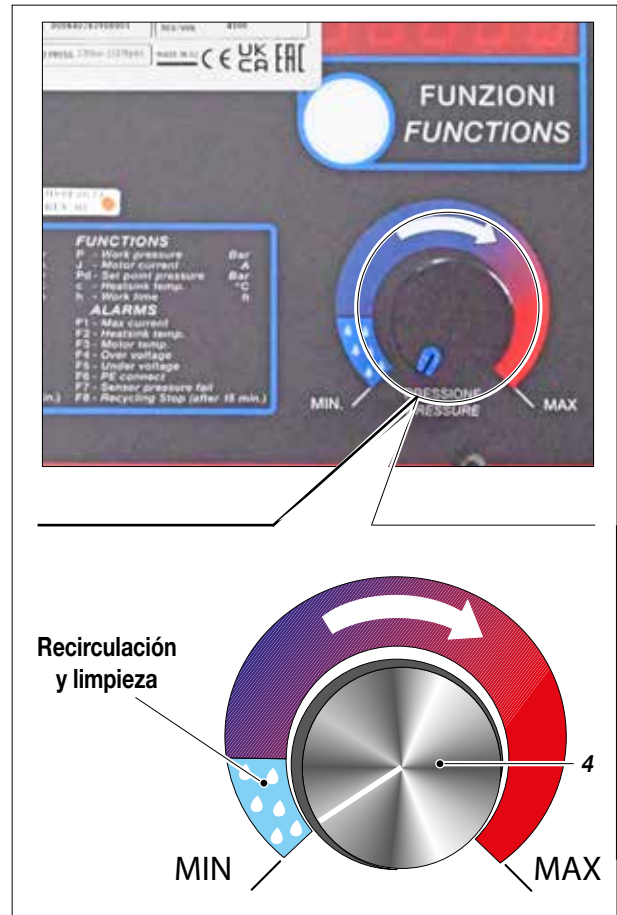 MADE IN
CE UK CA EAC
FUNZIONI
FUNCTIONS
FUNCTIONS
P - Work pressure Bar
J - Motor current A
Pd - Set point pressure Bar
c - Heatsink temp. °C
h - Work time h
ALARMS
F1 - Max current
F2 - Heatsink temp.
F3 - Motor temp.
F4 - Over voltage
F5 - Under voltage
F6 - PE connect
F7 - Sensor pressure fail
F8 - Recycling Stop (after 15 min.)
MIN.
PRESSIONE
PRESSURE
MAX
Recirculación
y limpieza
4
MIN
MAX